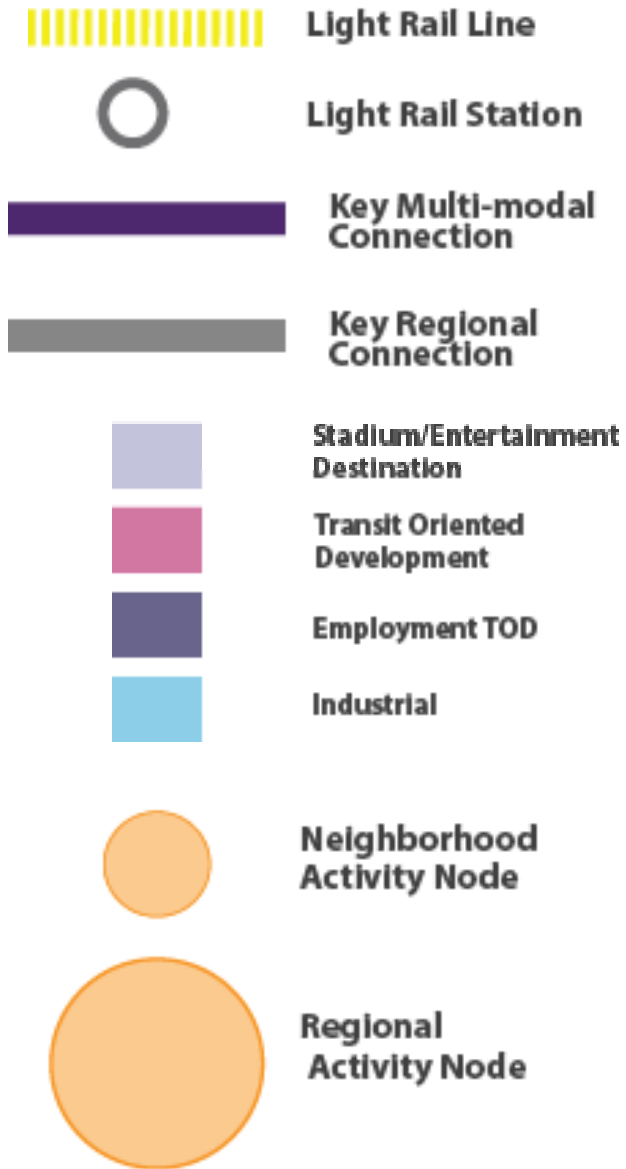 Light Rail Line
Light Rail Station
Key Multi-modal
Connection
Key Regional
Connection
Stadium/Entertainment
Destination
Transit Oriented
Development
Employment TOD
Industrial
Neighborhood
Activity Node
Regional
Activity Node